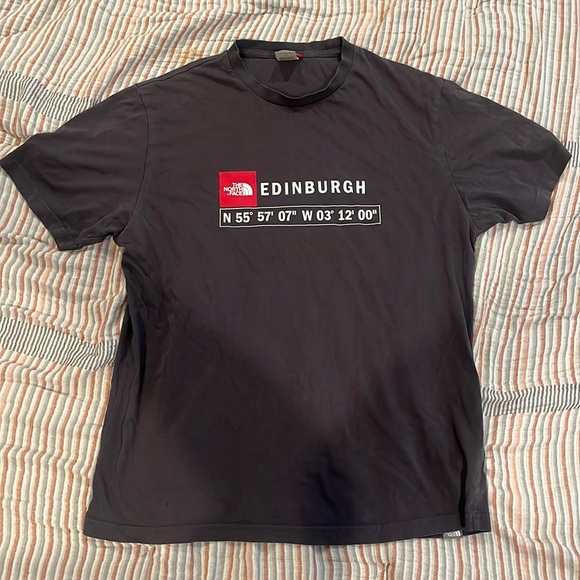 THE
NORTH
FACE
EDINBURGH
N 55° 57' 07" W 03° 12' 00"